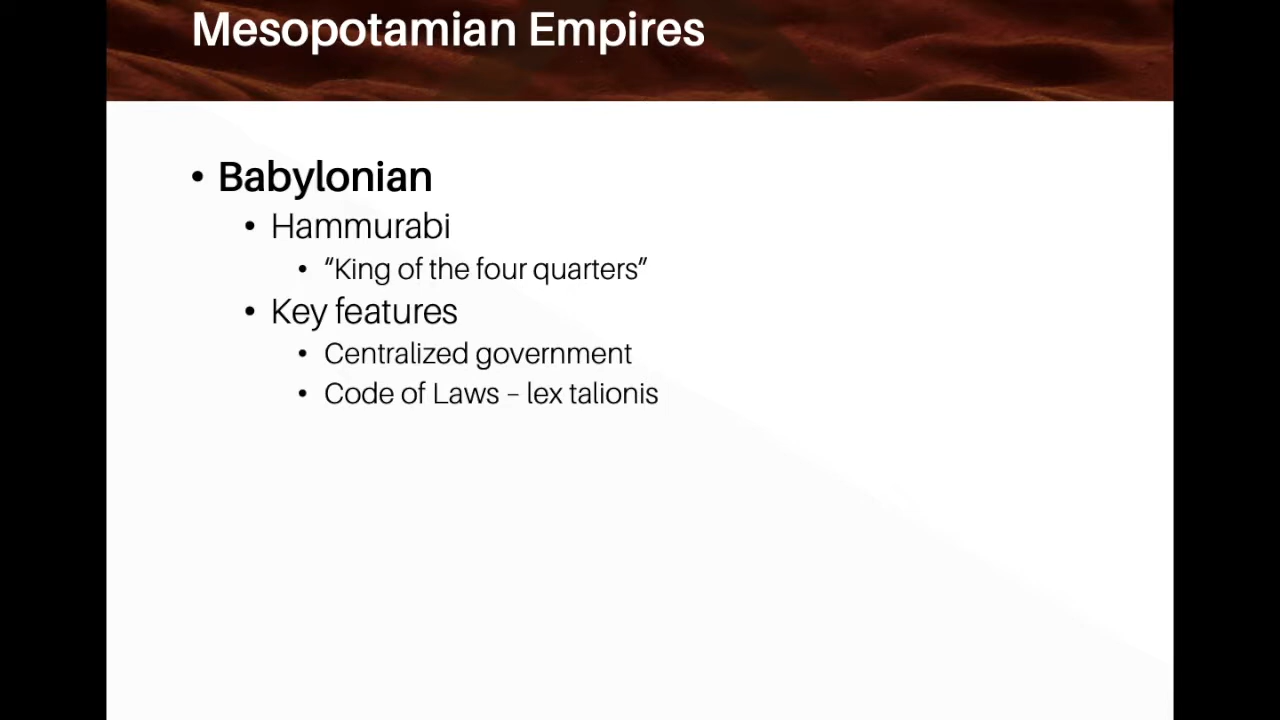 Mesopotamian Empires
• Babylonian
• Hammurabi
• “King of the four quarters”
• Key features
• Centralized government
• Code of Laws – lex talionis